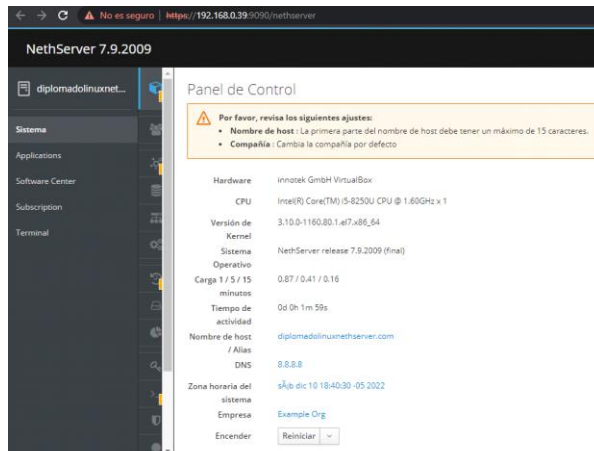 No es seguro | https://192.168.0.39:9090/nethserver
NethServer 7.9.2009
diplomadolinuxnet...
Sistema
Applications
Software Center
Subscription
Terminal
Panel de Control
Por favor, revisa los siguientes ajustes:
• Nombre de host : La primera parte del nombre de host debe tener un máximo de 15 caracteres.
• Compañía : Cambia la compañía por defecto
Hardware innotek GmbH VirtualBox
CPU Intel(R) Core(TM) i5-8250U CPU @ 1.60GHz x 1
Versión de 3.10.0-1160.80.1.el7.x86_64
Kernel
Sistema NethServer release 7.9.2009 (final)
Operativo
Carga 1 / 5 / 15 0.87 / 0.41 / 0.16
minutos
Tiempo de 0d 0h 1m 59s
actividad
Nombre de host diplomadolinuxnethserver.com
/ Alias
DNS 8.8.8.8
Zona horaria del sÃ¡b dic 10 18:40:30 -05 2022
sistema
Empresa Example Org
Encender Reiniciar